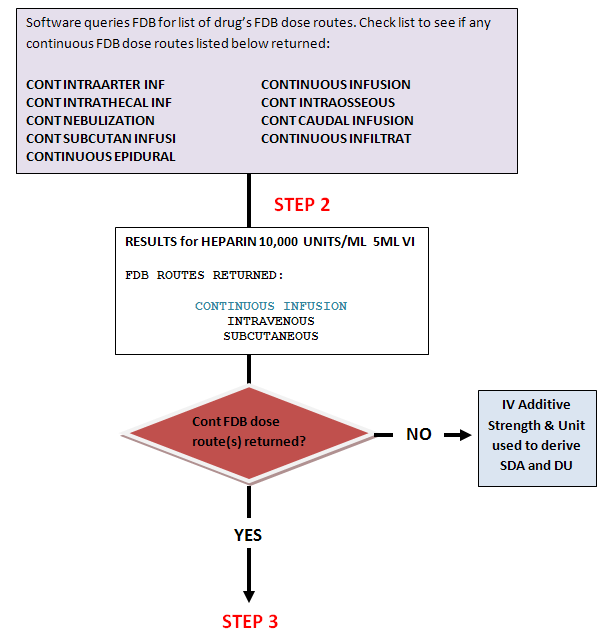 Software queries FDB for list of drug's FDB dose routes. Check list to see if any
continuous FDB dose routes listed below returned:
CONT INTRAARTER INF CONTINUOUS INFUSION
CONT INTRATHECAL INF CONT INTRAOSSEOUS
CONT NEBULIZATION CONT CAUDAL INFUSION
CONT SUBCUTAN INFUSI CONTINUOUS INFILTRAT
CONTINUOUS EPIDURAL
STEP 2
RESULTS for HEPARIN 10,000 UNITS/ML 5ML VI
FDB ROUTES RETURNED:
CONTINUOUS INFUSION
INTRAVENOUS
SUBCUTANEOUS
Cont FDB dose
route(s) returned?
NO
IV Additive
Strength & Unit
used to derive
SDA and DU
YES
STEP 3